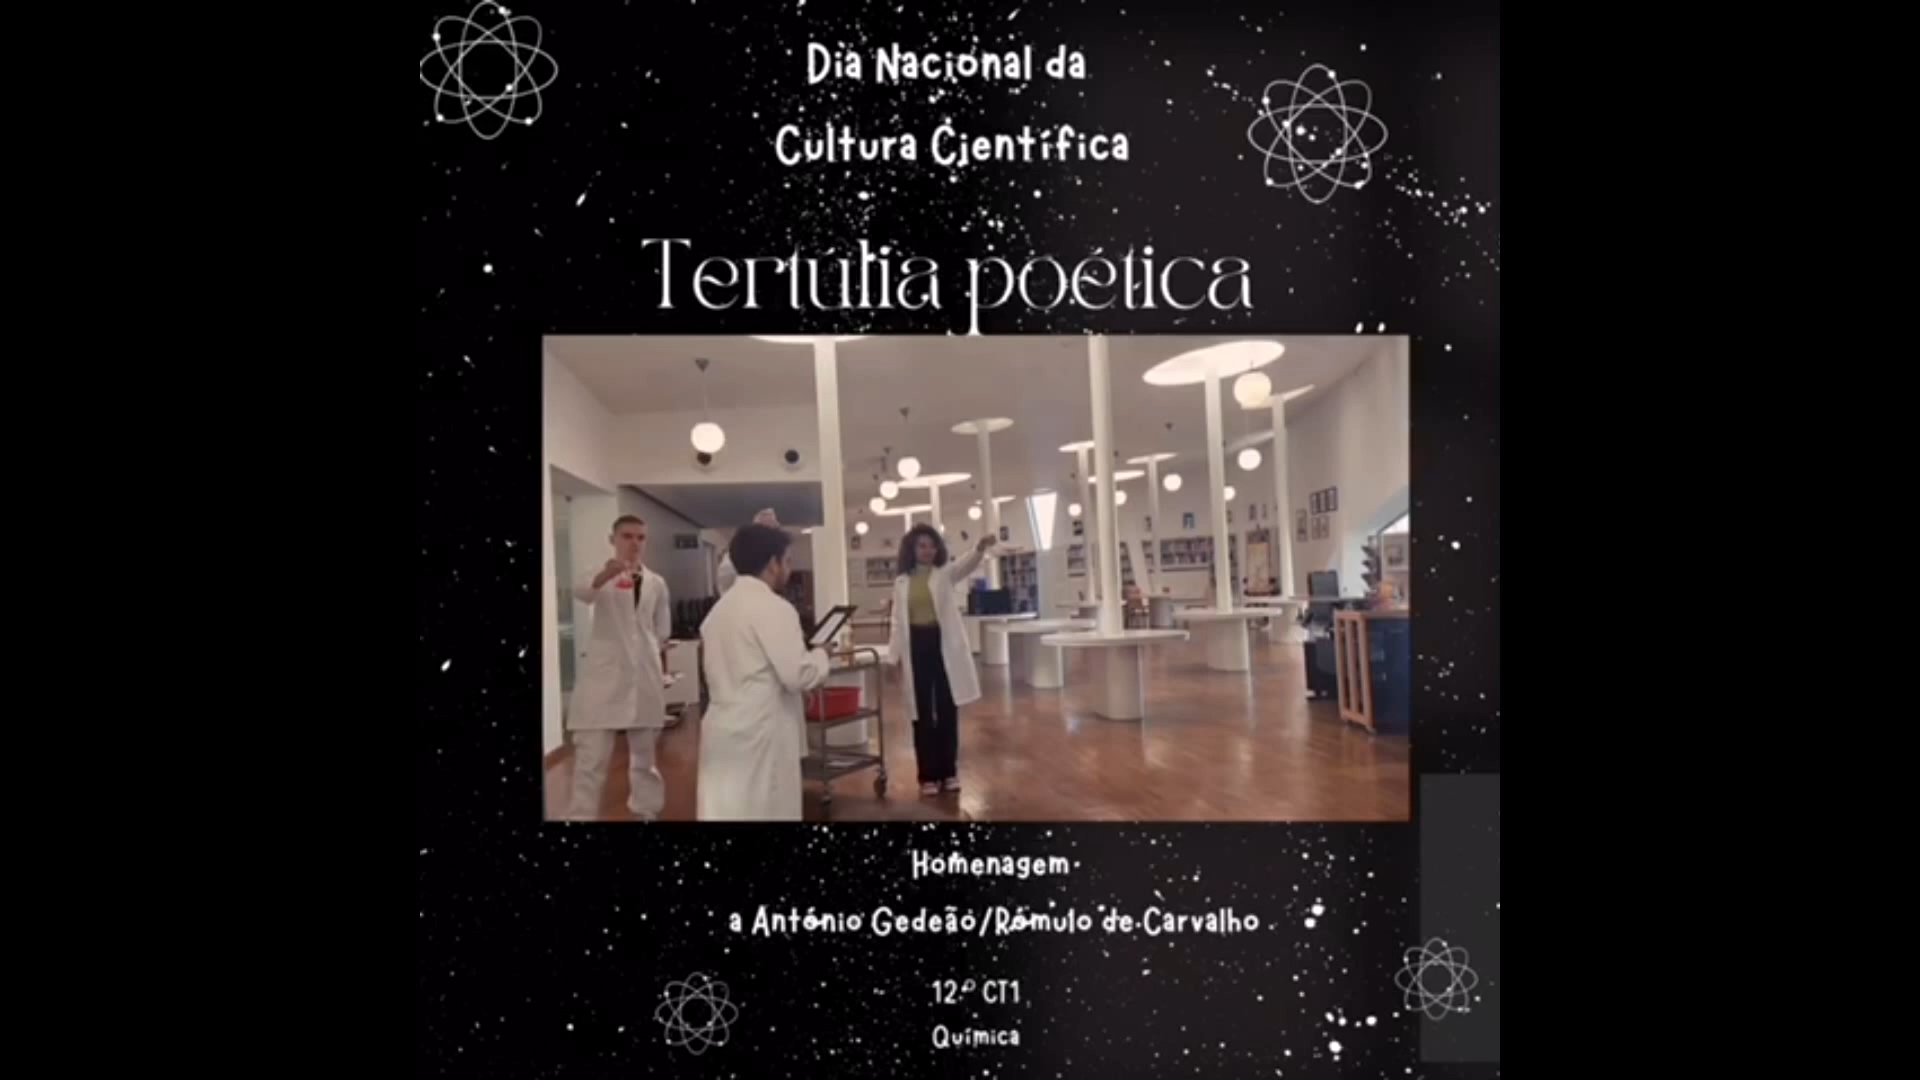 Dia Nacional da
Cultura Científica
Tertúlia poética
Homenagem
a António Gedeão/Rómulo de Carvalho
12.º CT1
Química